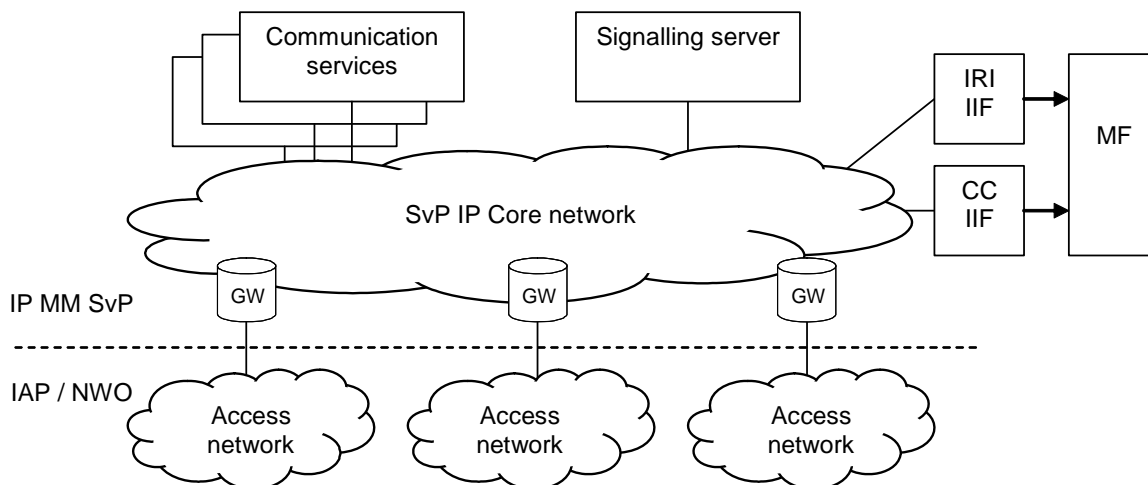 Communication
services
Signalling server
IRI
IIF
MF
CC
IIF
SvP IP Core network
GW
GW
GW
IP MM SvP
IAP / NWO
Access
network
Access
network
Access
network